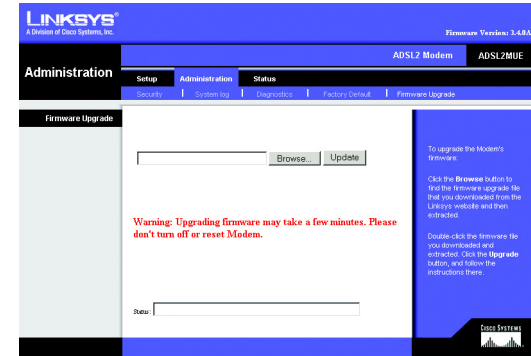 LINKSYS®
A Division of Cisco Systems, Inc.
Firmware Version: 3.4.0A
ADSL2 Modem ADSL2MUE
Administration
Setup Administration Status
Security System log Diagnostics Factory Default Firmware Upgrade
Firmware Upgrade
Browse... Update
Warning: Upgrading firmware may take a few minutes. Please
don't turn off or reset Modem.
Status:
To upgrade the Modem's
firmware:
Click the Browse button to
find the firmware upgrade file
that you downloaded from the
Linksys website and then
extracted.
Double-click the firmware file
you downloaded and
extracted. Click the Upgrade
button, and follow the
instructions there.
CISCO SYSTEMS